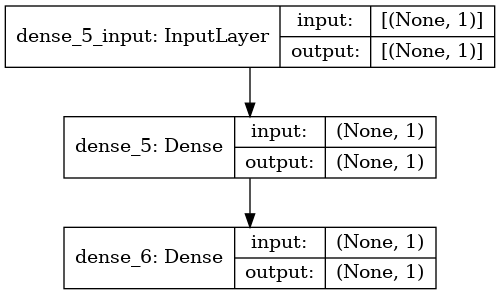 dense_5_input: InputLayer
input: [(None, 1)]
output: [(None, 1)]
dense_5: Dense
input: (None, 1)
output: (None, 1)
dense_6: Dense
input: (None, 1)
output: (None, 1)